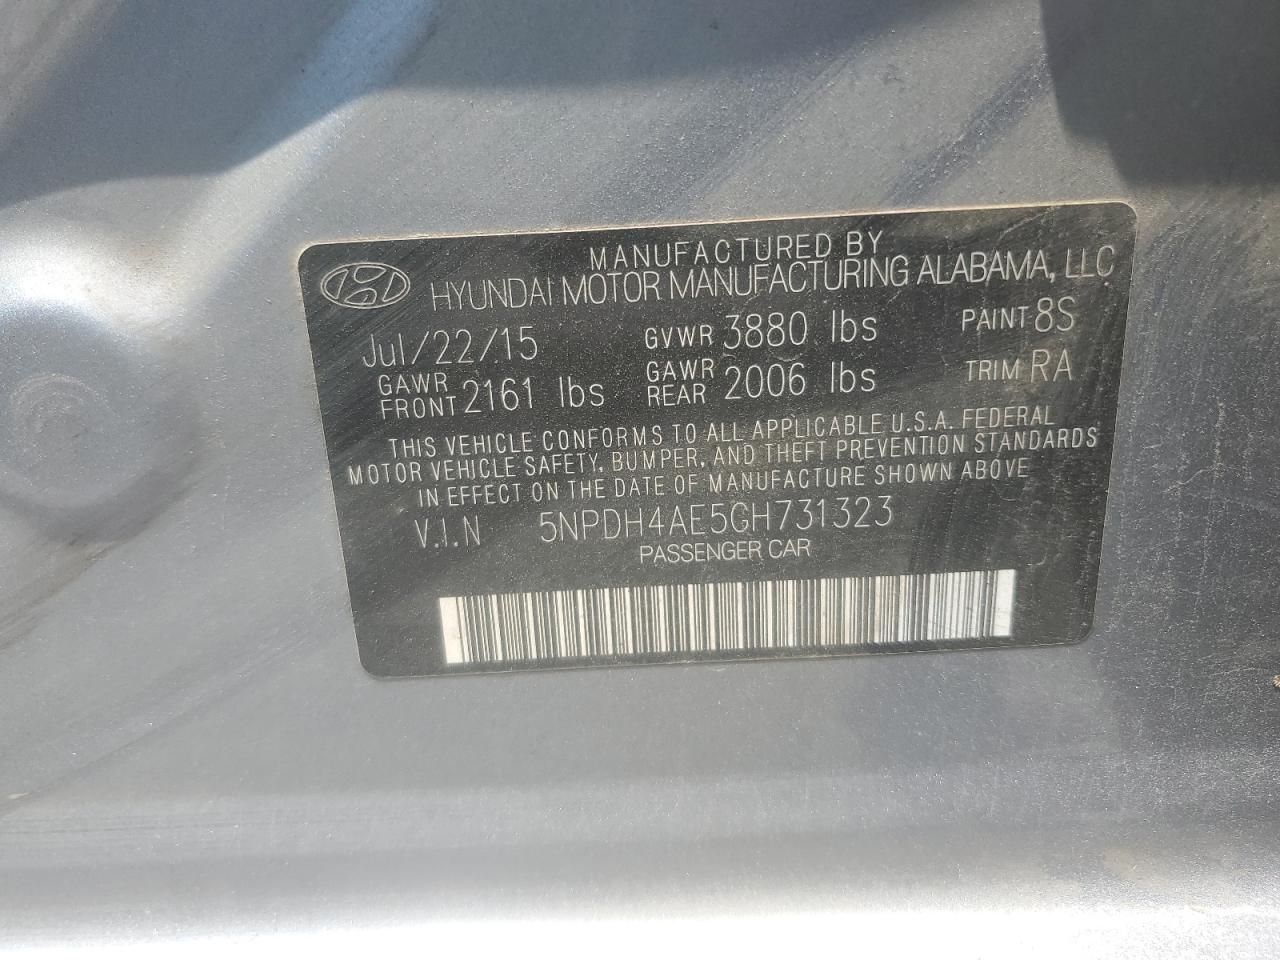 MANUFACTURED BY
HYUNDAI MOTOR MANUFACTURING ALABAMA, LLC
Jul/22/15 GVWR 3880 lbs PAINT 8S
GAWR FRONT 2161 lbs GAWR REAR 2006 lbs TRIM RA
THIS VEHICLE CONFORMS TO ALL APPLICABLE U.S.A. FEDERAL
MOTOR VEHICLE SAFETY, BUMPER, AND THEFT PREVENTION STANDARDS
IN EFFECT ON THE DATE OF MANUFACTURE SHOWN ABOVE
V.I.N 5NPDH4AE5GH731323
PASSENGER CAR